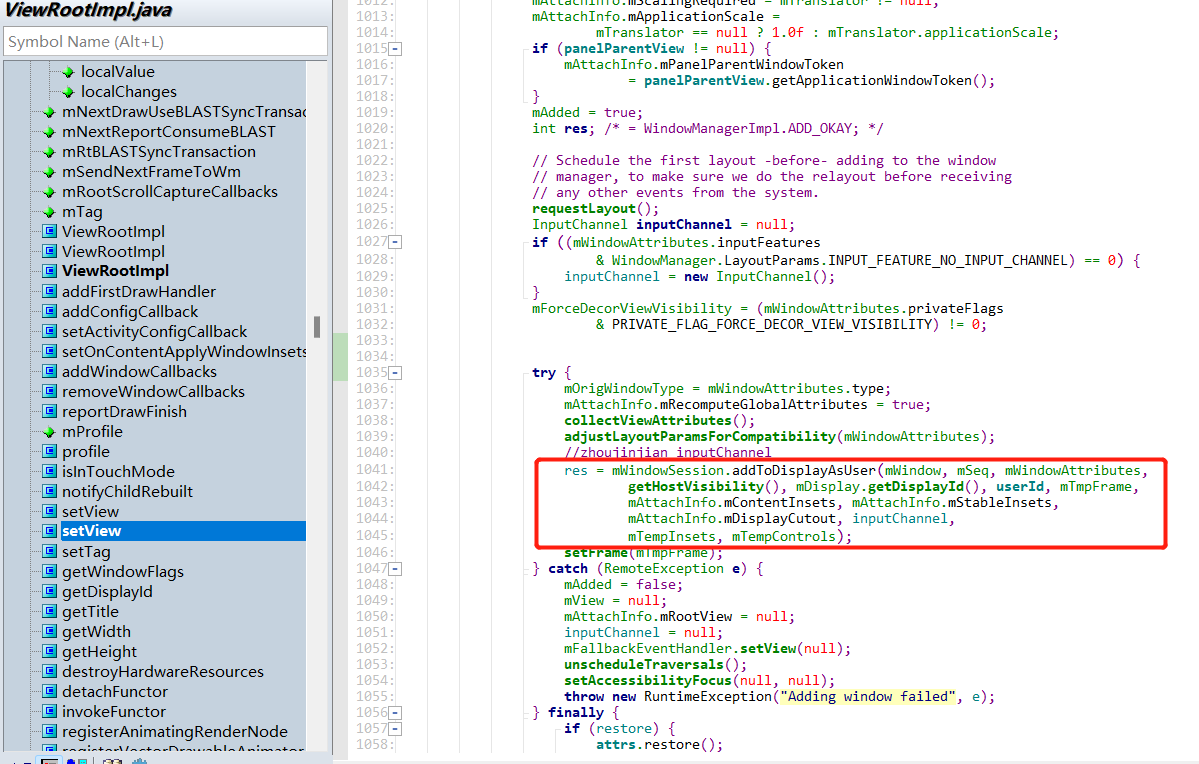 ViewRootImpl.java
Symbol Name (Alt+L)
localValue
localChanges
mNextDrawUseBLASTSyncTransac
mNextReportConsumeBLAST
mRtBLASTSyncTransaction
mSendNextFrameToWm
mRootScrollCaptureCallbacks
mTag
ViewRootImpl
ViewRootImpl
ViewRootImpl
addFirstDrawHandler
addConfigCallback
setActivityConfigCallback
setOnContentApplyWindowInsets
addWindowCallbacks
removeWindowCallbacks
reportDrawFinish
mProfile
profile
isInTouchMode
notifyChildRebuilt
setView
setView
setTag
getWindowFlags
getDisplayId
getTitle
getWidth
getHeight
destroyHardwareResources
detachFunctor
invokeFunctor
registerAnimatingRenderNode
registerVectorDrawableAnimator
1012: mAttachInfo.mScalingRequired = mTranslator != null;
1013: mAttachInfo.mApplicationScale =
1014: mTranslator == null ? 1.0f : mTranslator.applicationScale;
1015: if (panelParentView != null) {
1016: mAttachInfo.mPanelParentWindowToken
1017: = panelParentView.getApplicationWindowToken();
1018: }
1019: mAdded = true;
1020: int res; /* = WindowManagerImpl.ADD_OKAY; */
1021:
1022: // Schedule the first layout -before- adding to the window
1023: // manager, to make sure we do the relayout before receiving
1024: // any other events from the system.
1025: requestLayout();
1026: InputChannel inputChannel = null;
1027: if ((mWindowAttributes.inputFeatures
1028: & WindowManager.LayoutParams.INPUT_FEATURE_NO_INPUT_CHANNEL) == 0) {
1029: inputChannel = new InputChannel();
1030: }
1031: mForceDecorViewVisibility = (mWindowAttributes.privateFlags
1032: & PRIVATE_FLAG_FORCE_DECOR_VIEW_VISIBILITY) != 0;
1033:
1034:
1035: try {
1036: mOrigWindowType = mWindowAttributes.type;
1037: mAttachInfo.mRecomputeGlobalAttributes = true;
1038: collectViewAttributes();
1039: adjustLayoutParamsForCompatibility(mWindowAttributes);
1040: //zhoujinjian inputChannel
1041: res = mWindowSession.addToDisplayAsUser(mWindow, mSeq, mWindowAttributes,
1042: getHostVisibility(), mDisplay.getDisplayId(), userId, mTmpFrame,
1043: mAttachInfo.mContentInsets, mAttachInfo.mStableInsets,
1044: mAttachInfo.mDisplayCutout, inputChannel,
1045: mTempInsets, mTempControls);
1046: setFrame(mTmpFrame);
1047: } catch (RemoteException e) {
1048: mAdded = false;
1049: mView = null;
1050: mAttachInfo.mRootView = null;
1051: inputChannel = null;
1052: mFallbackEventHandler.setView(null);
1053: unscheduleTraversals();
1054: setAccessibilityFocus(null, null);
1055: throw new RuntimeException("Adding window failed", e);
1056: } finally {
1057: if (restore) {
1058: attrs.restore();